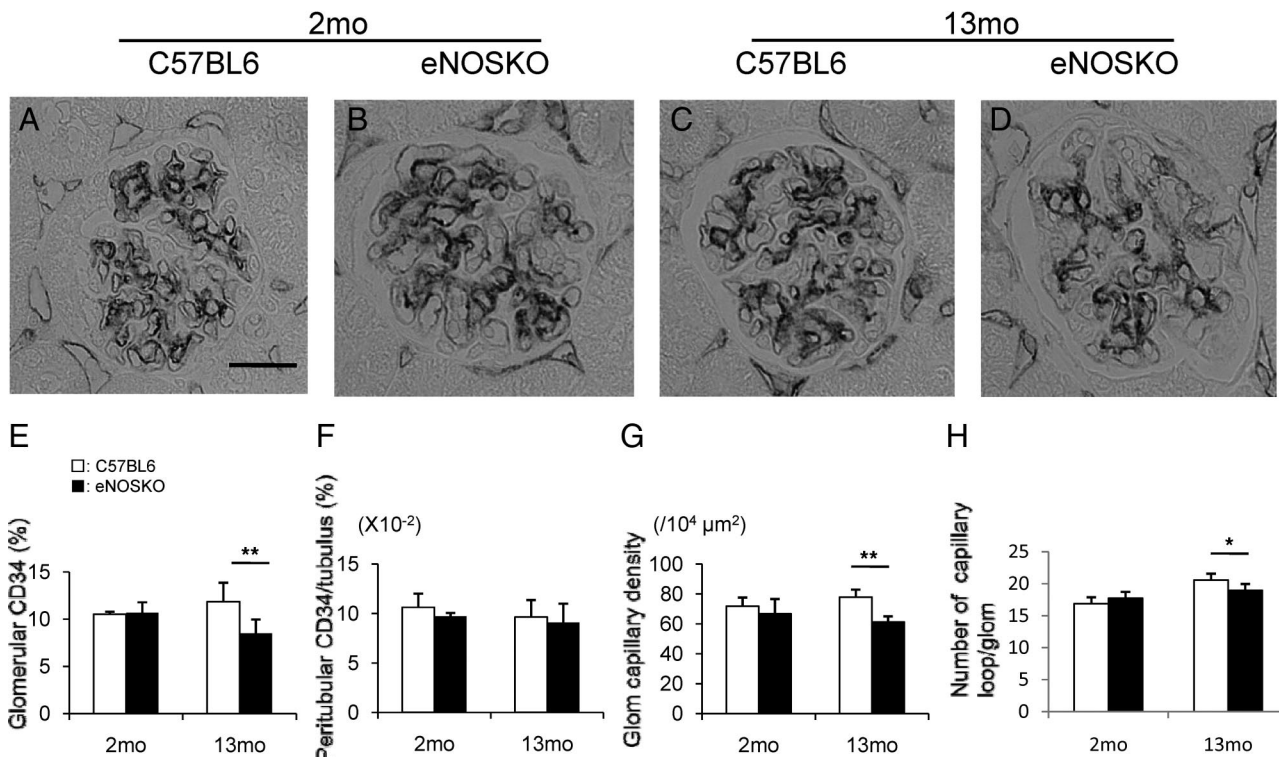 2mo
13mo
C57BL6
eNOSKO
C57BL6
eNOSKO
A
B
C
D
E
F
G
H
□: C57BL6
■: eNOSKO
Glomerular CD34 (%)
15
10
5
0
**
2mo
13mo
Peritubular CD34/tubulus (%)
(X10⁻²)
15
10
5
0
2mo
13mo
Glom capillary density
(/10⁴ µm²)
100
80
60
40
20
0
**
2mo
13mo
Number of capillary
loop/glom
25
20
15
10
5
0
*
2mo
13mo